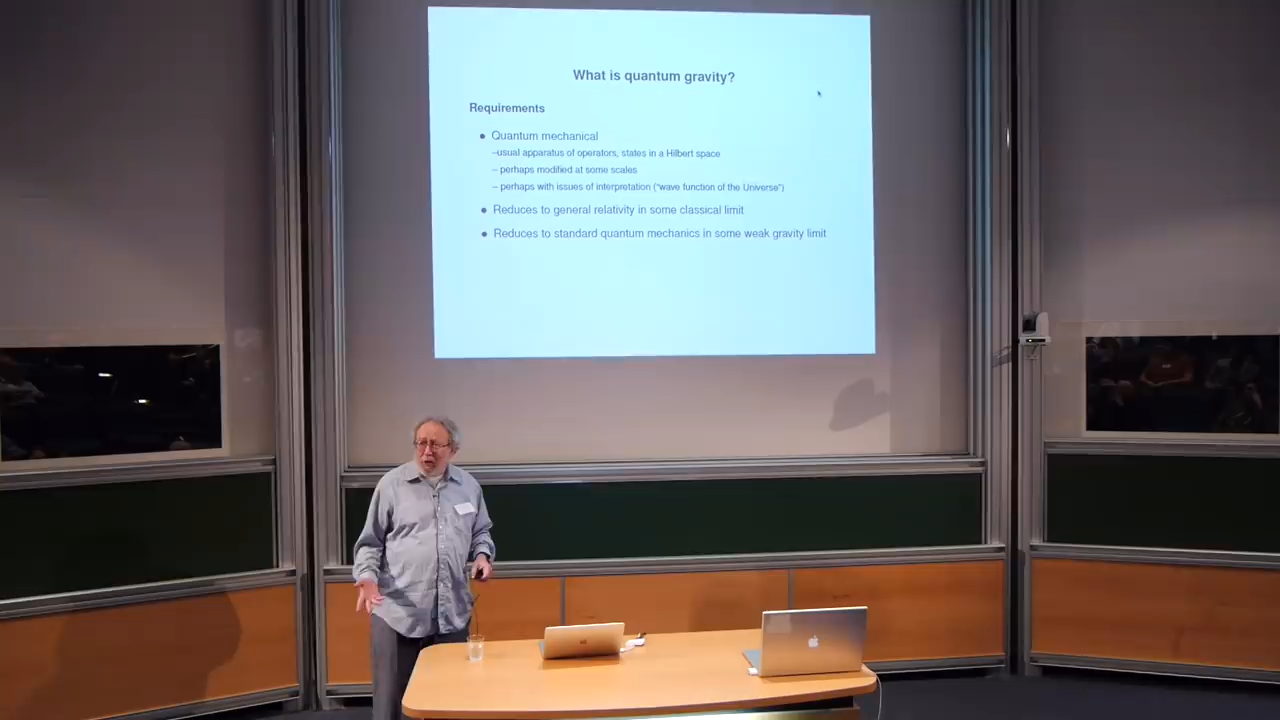 What is quantum gravity?
Requirements
• Quantum mechanical
–usual apparatus of operators, states in a Hilbert space
– perhaps modified at some scales
– perhaps with issues of interpretation (“wave function of the Universe”)
• Reduces to general relativity in some classical limit
• Reduces to standard quantum mechanics in some weak gravity limit